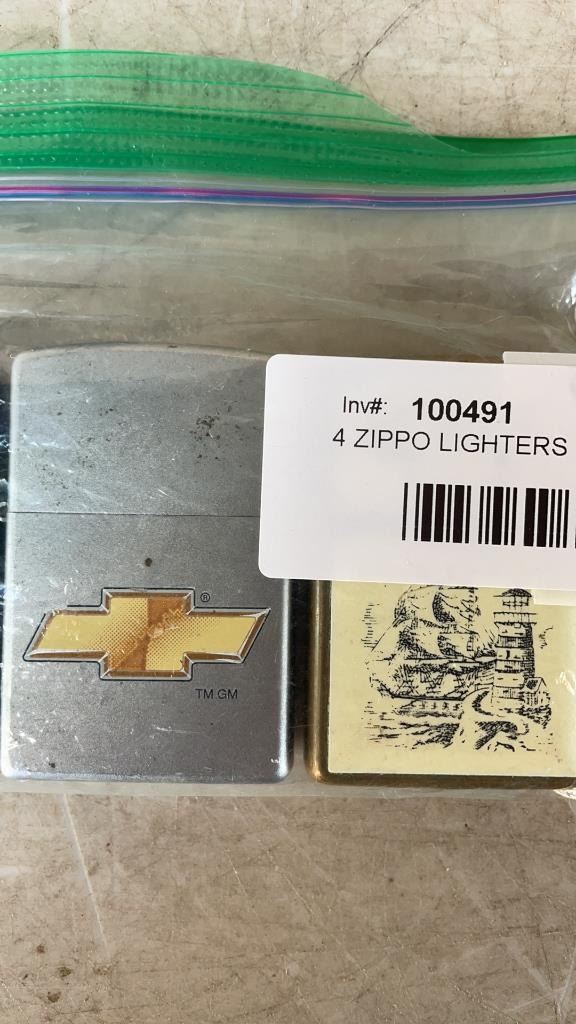 Inv#: 100491
4 ZIPPO LIGHTERS
®
TM GM